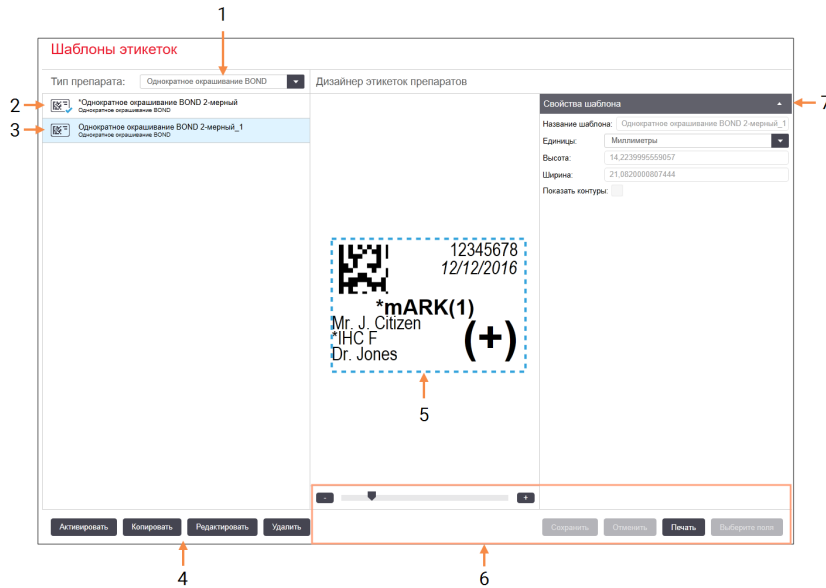 1
Шаблоны этикеток
Тип препарата: Однократное окрашивание BOND
Дизайнер этикеток препаратов
2
*Однократное окрашивание BOND 2-мерный
Однократное окрашивание BOND
3
Однократное окрашивание BOND 2-мерный_1
Однократное окрашивание BOND
Свойства шаблона
7
Название шаблона: Однократное окрашивание BOND 2-мерный_1
Единицы: Миллиметры
Высота: 14,2239995559057
Ширина: 21,0820000807444
Показать контуры:
12345678
12/12/2016
*mARK(1)
Mr. J. Citizen
*IHC F
Dr. Jones
(+)
5
- +
Активировать Копировать Редактировать Удалить
Сохранить Отменить Печать Выберите поля
4
6